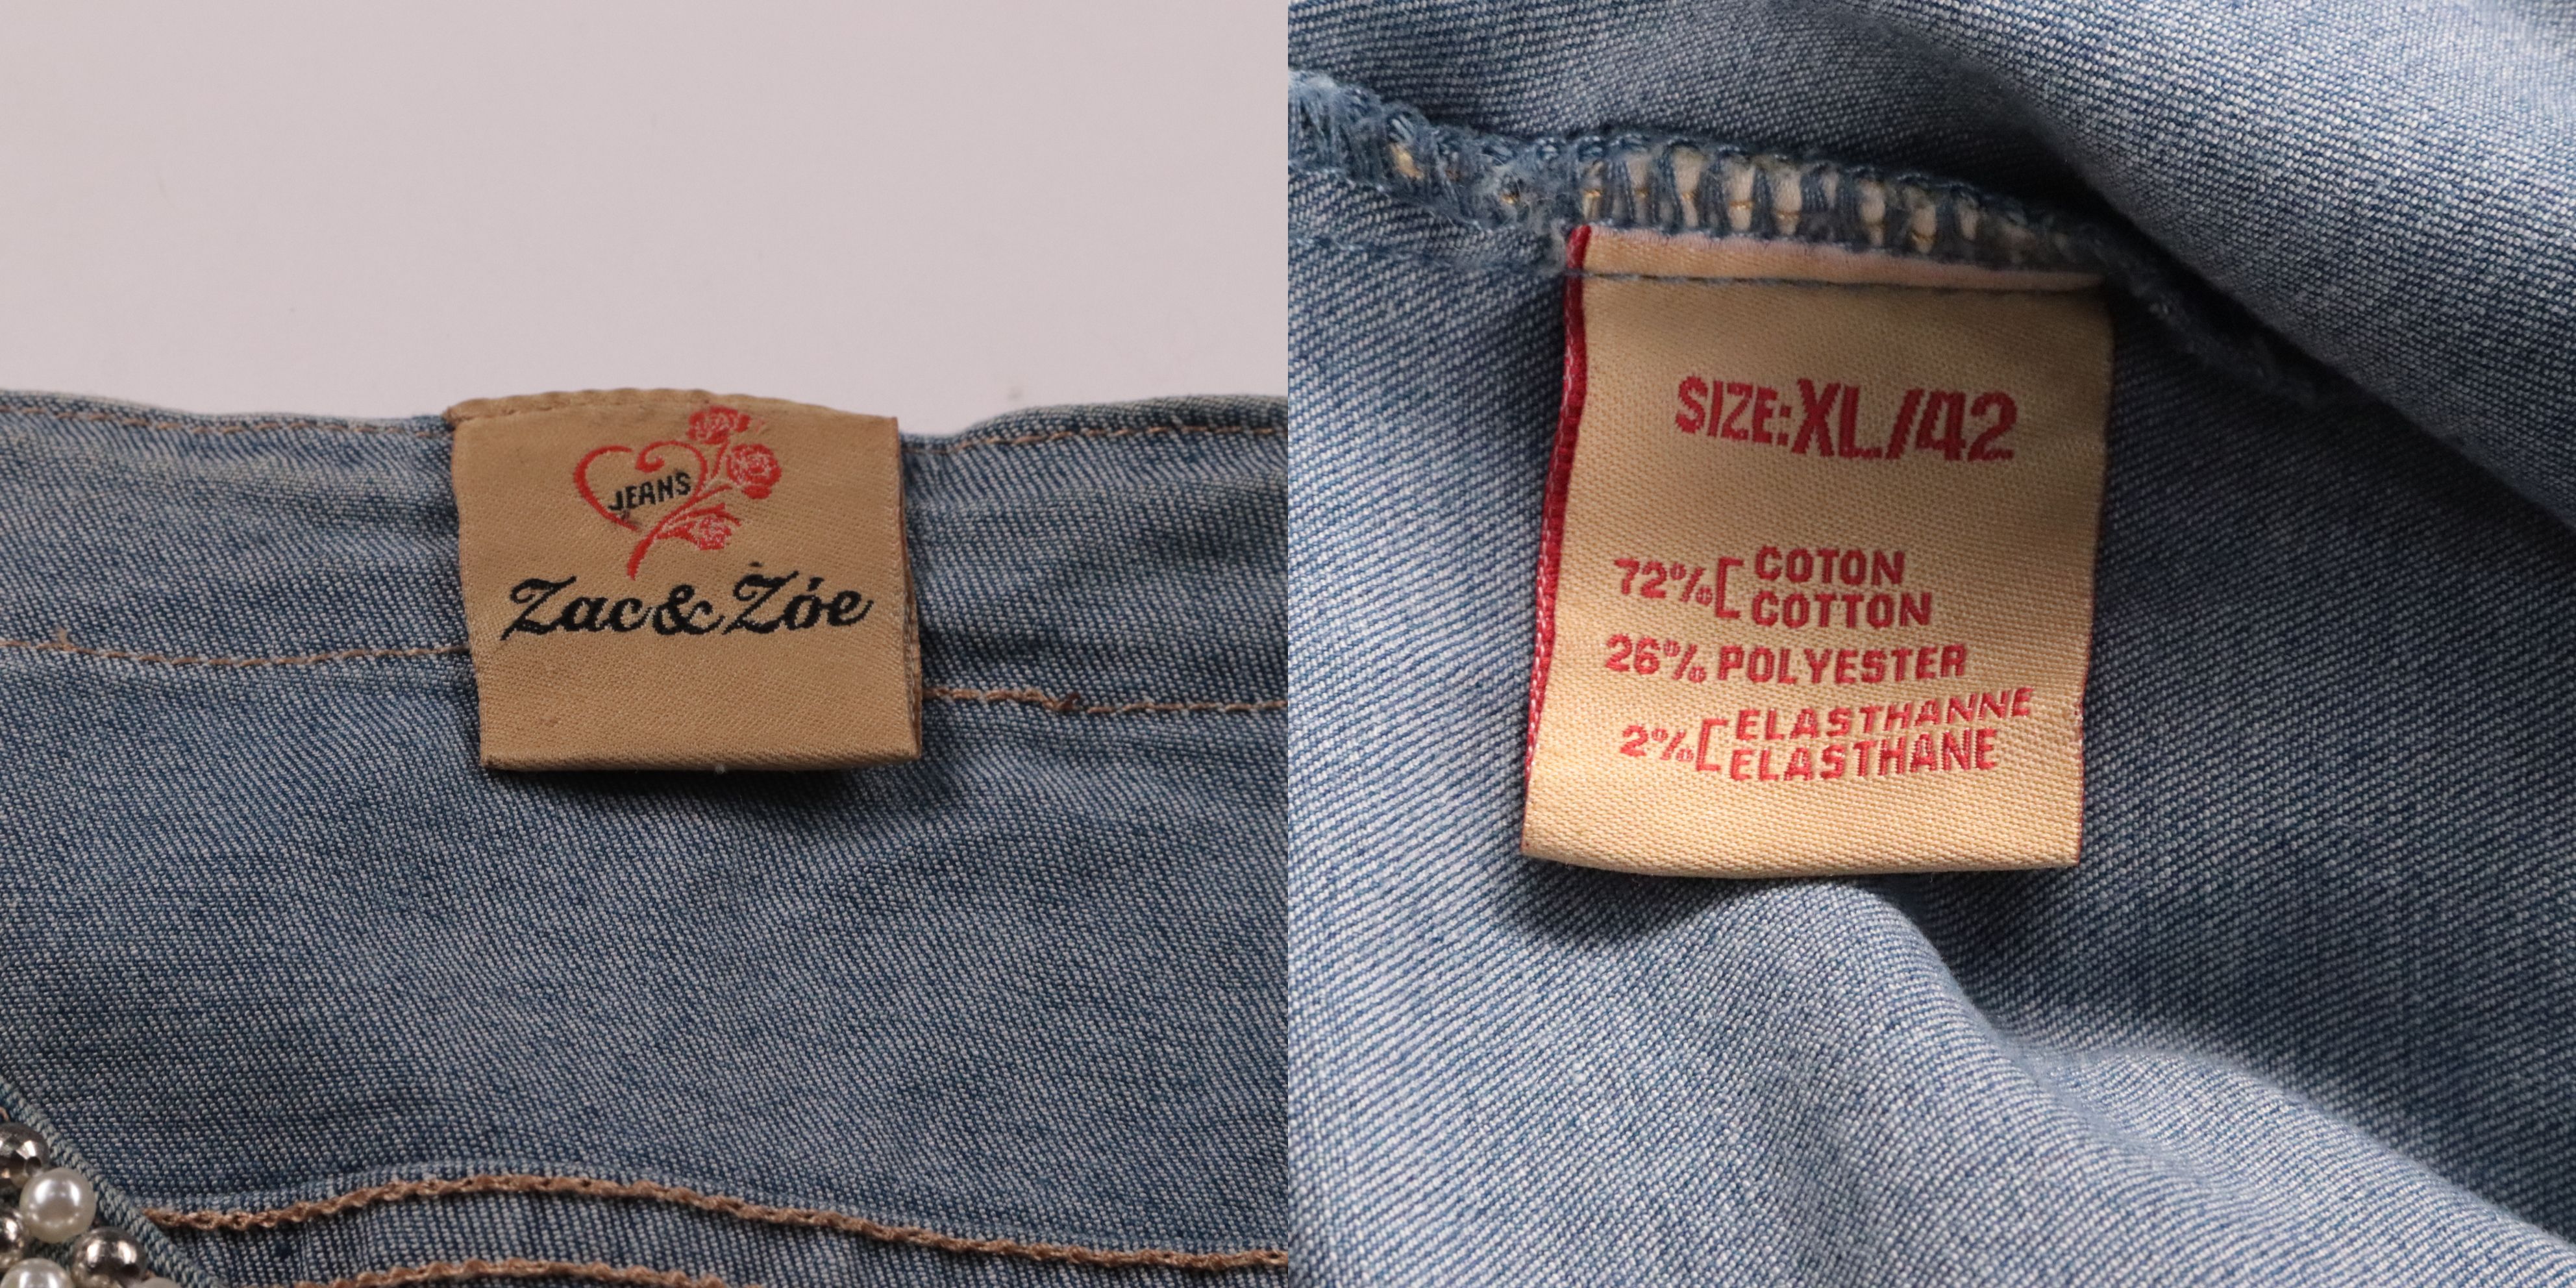 JEANS
Zac&Zóe
SIZE:XL/42
72%[COTON
COTTON
26% POLYESTER
2%[ELASTHANNE
ELASTHANE